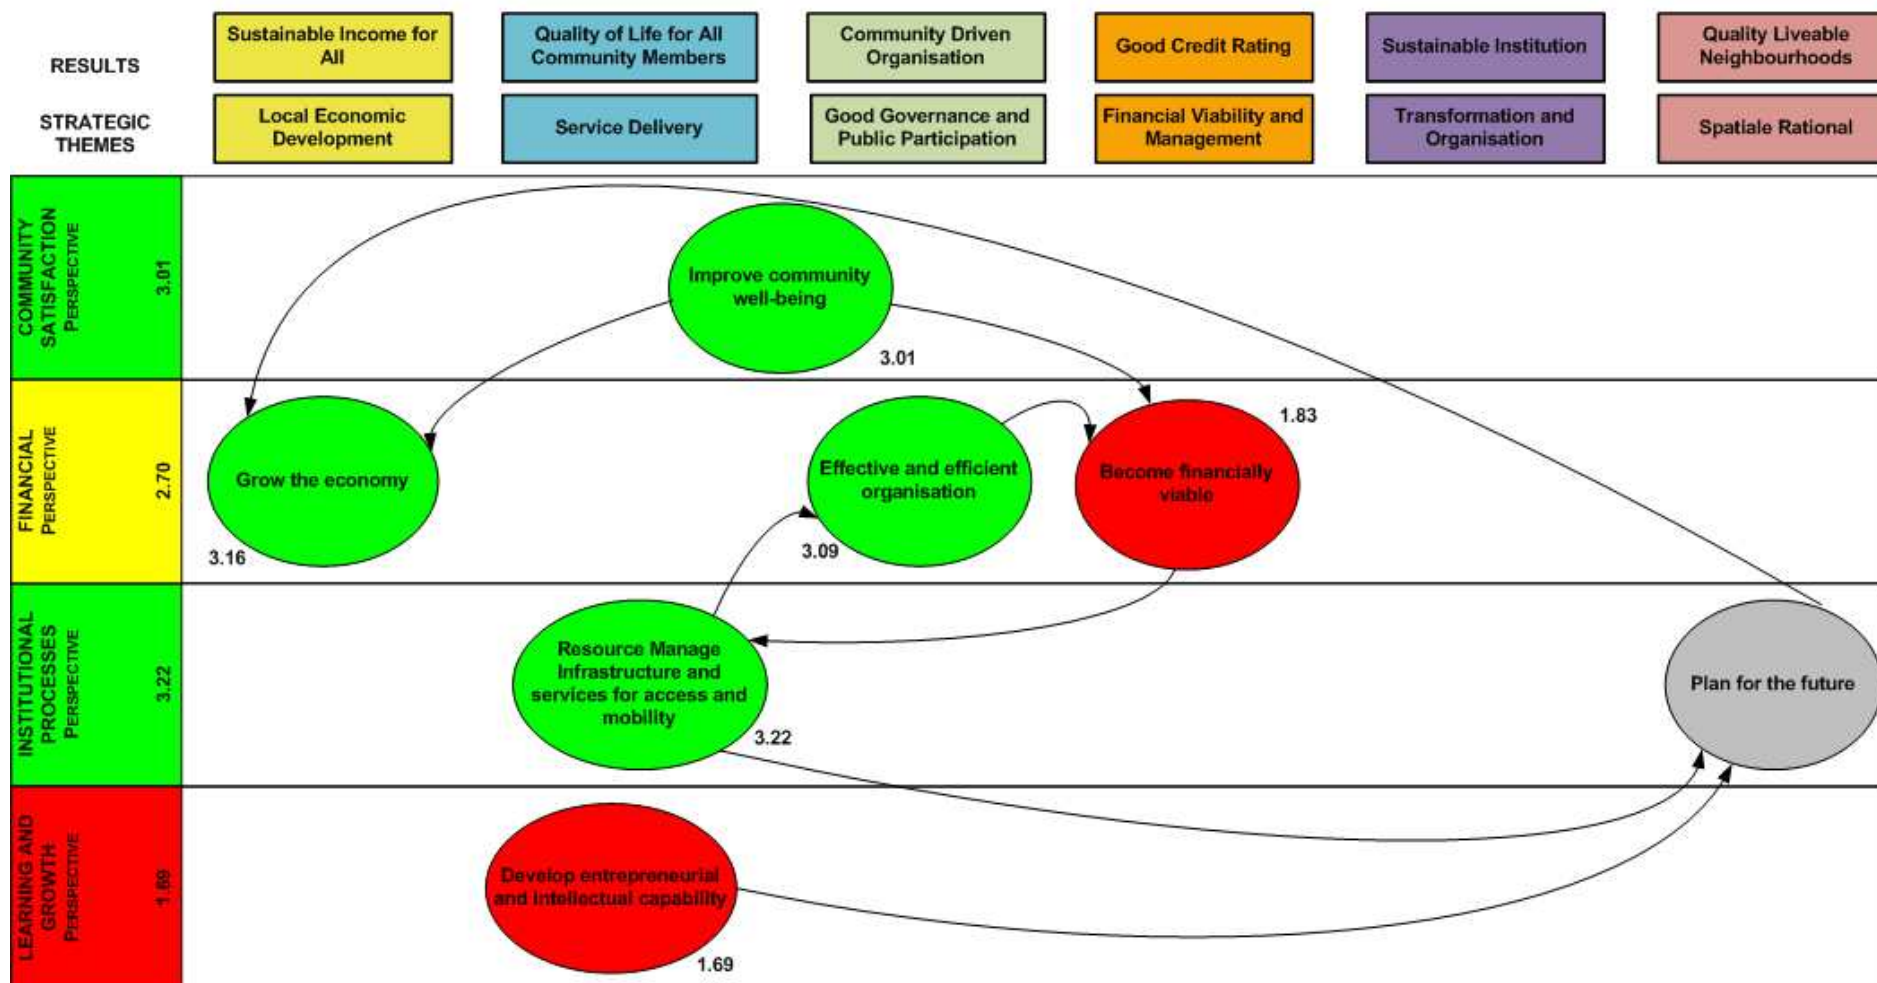 RESULTS
Sustainable Income for
All
Quality of Life for All
Community Members
Community Driven
Organisation
Good Credit Rating
Sustainable Institution
Quality Liveable
Neighbourhoods
STRATEGIC
THEMES
Local Economic
Development
Service Delivery
Good Governance and
Public Participation
Financial Viability and
Management
Transformation and
Organisation
Spatiale Rational
COMMUNITY
SATISFACTION
PERSPECTIVE
3.01
Improve community
well-being
3.01
FINANCIAL
PERSPECTIVE
2.70
Grow the economy
3.16
Effective and efficient
organisation
3.09
Become financially
viable
1.83
INSTITUTIONAL
PROCESSES
PERSPECTIVE
3.22
Resource Manage
Infrastructure and
services for access and
mobility
3.22
Plan for the future
LEARNING AND
GROWTH
PERSPECTIVE
1.69
Develop entrepreneurial
and Intellectual capability
1.69